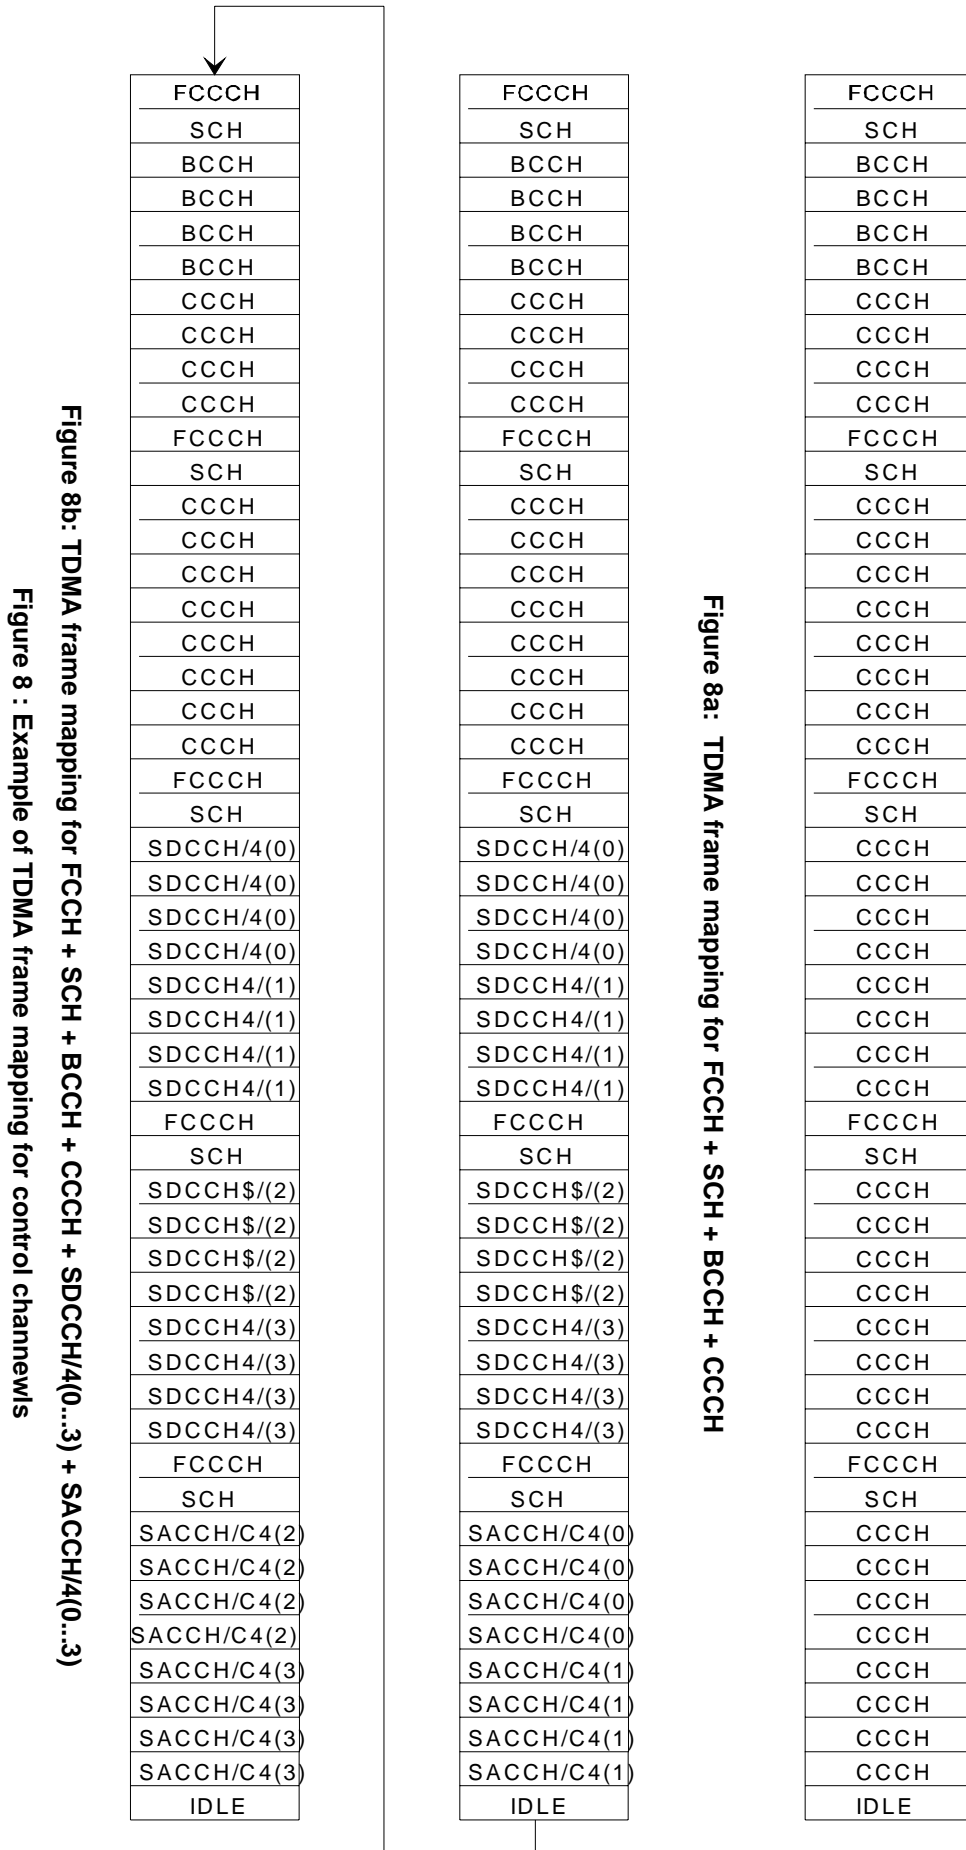 FCCCH
SCH
BCCH
BCCH
BCCH
BCCH
CCCH
CCCH
CCCH
CCCH
FCCCH
SCH
CCCH
CCCH
CCCH
CCCH
CCCH
CCCH
CCCH
CCCH
FCCCH
SCH
SDCCH/4(0)
SDCCH/4(0)
SDCCH/4(0)
SDCCH/4(0)
SDCCH4/(1)
SDCCH4/(1)
SDCCH4/(1)
SDCCH4/(1)
FCCCH
SCH
SDCCH$/(2)
SDCCH$/(2)
SDCCH$/(2)
SDCCH$/(2)
SDCCH4/(3)
SDCCH4/(3)
SDCCH4/(3)
SDCCH4/(3)
FCCCH
SCH
SACCH/C4(2)
SACCH/C4(2)
SACCH/C4(2)
SACCH/C4(2)
SACCH/C4(3)
SACCH/C4(3)
SACCH/C4(3)
SACCH/C4(3)
IDLE
FCCCH
SCH
BCCH
BCCH
BCCH
BCCH
CCCH
CCCH
CCCH
CCCH
FCCCH
SCH
CCCH
CCCH
CCCH
CCCH
CCCH
CCCH
CCCH
CCCH
FCCCH
SCH
SDCCH/4(0)
SDCCH/4(0)
SDCCH/4(0)
SDCCH/4(0)
SDCCH4/(1)
SDCCH4/(1)
SDCCH4/(1)
SDCCH4/(1)
FCCCH
SCH
SDCCH$/(2)
SDCCH$/(2)
SDCCH$/(2)
SDCCH$/(2)
SDCCH4/(3)
SDCCH4/(3)
SDCCH4/(3)
SDCCH4/(3)
FCCCH
SCH
SACCH/C4(0)
SACCH/C4(0)
SACCH/C4(0)
SACCH/C4(0)
SACCH/C4(1)
SACCH/C4(1)
SACCH/C4(1)
SACCH/C4(1)
IDLE
FCCCH
SCH
BCCH
BCCH
BCCH
BCCH
CCCH
CCCH
CCCH
CCCH
FCCCH
SCH
CCCH
CCCH
CCCH
CCCH
CCCH
CCCH
CCCH
CCCH
FCCCH
SCH
CCCH
CCCH
CCCH
CCCH
CCCH
CCCH
CCCH
CCCH
FCCCH
SCH
CCCH
CCCH
CCCH
CCCH
CCCH
CCCH
CCCH
CCCH
FCCCH
SCH
CCCH
CCCH
CCCH
CCCH
CCCH
CCCH
CCCH
CCCH
IDLE
Figure 8a: TDMA frame mapping for FCCH + SCH + BCCH + CCCH
Figure 8b: TDMA frame mapping for FCCH + SCH + BCCH + CCCH + SDCCH/4(0...3) + SACCH/4(0...3)
Figure 8 : Example of TDMA frame mapping for control channewls